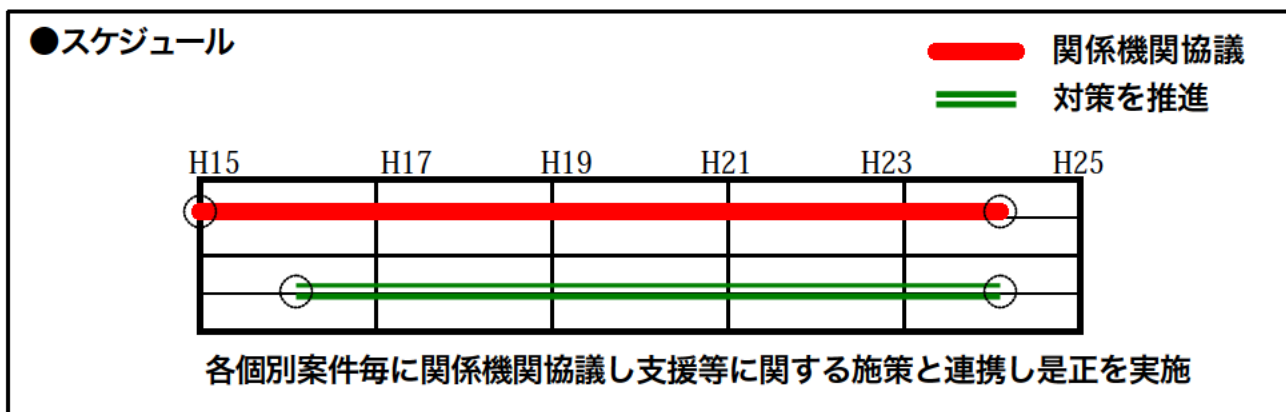 ●スケジュール
関係機関協議
対策を推進
H15 H17 H19 H21 H23 H25
各個別案件毎に関係機関協議し支援等に関する施策と連携し是正を実施